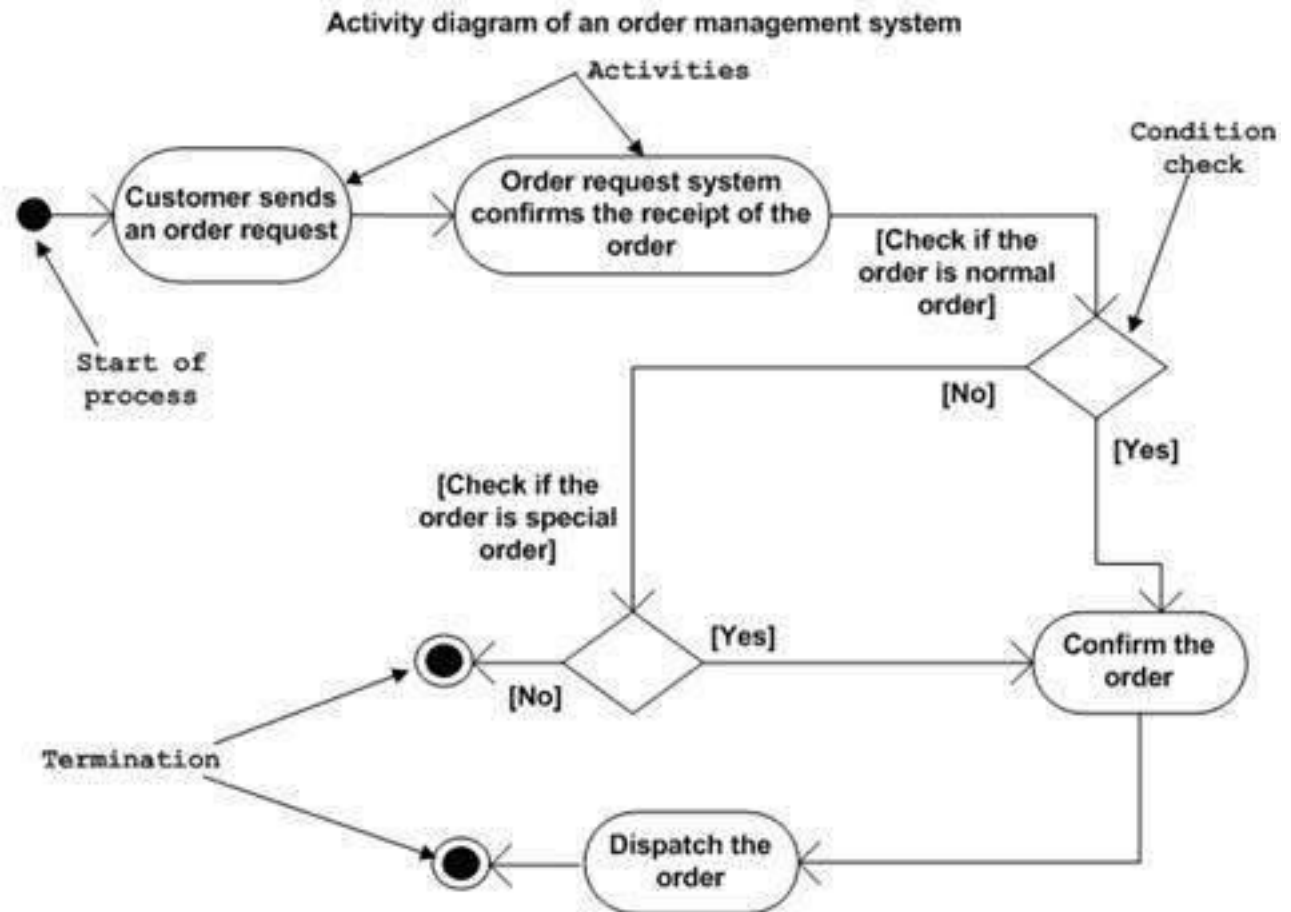 Activity diagram of an order management system
Activities
Condition
check
Customer sends
an order request
Order request system
confirms the receipt of the
order
[Check if the
order is normal
order]
Start of
process
[No]
[Yes]
[Check if the
order is special
order]
[Yes]
[No]
Confirm the
order
Termination
Dispatch the
order